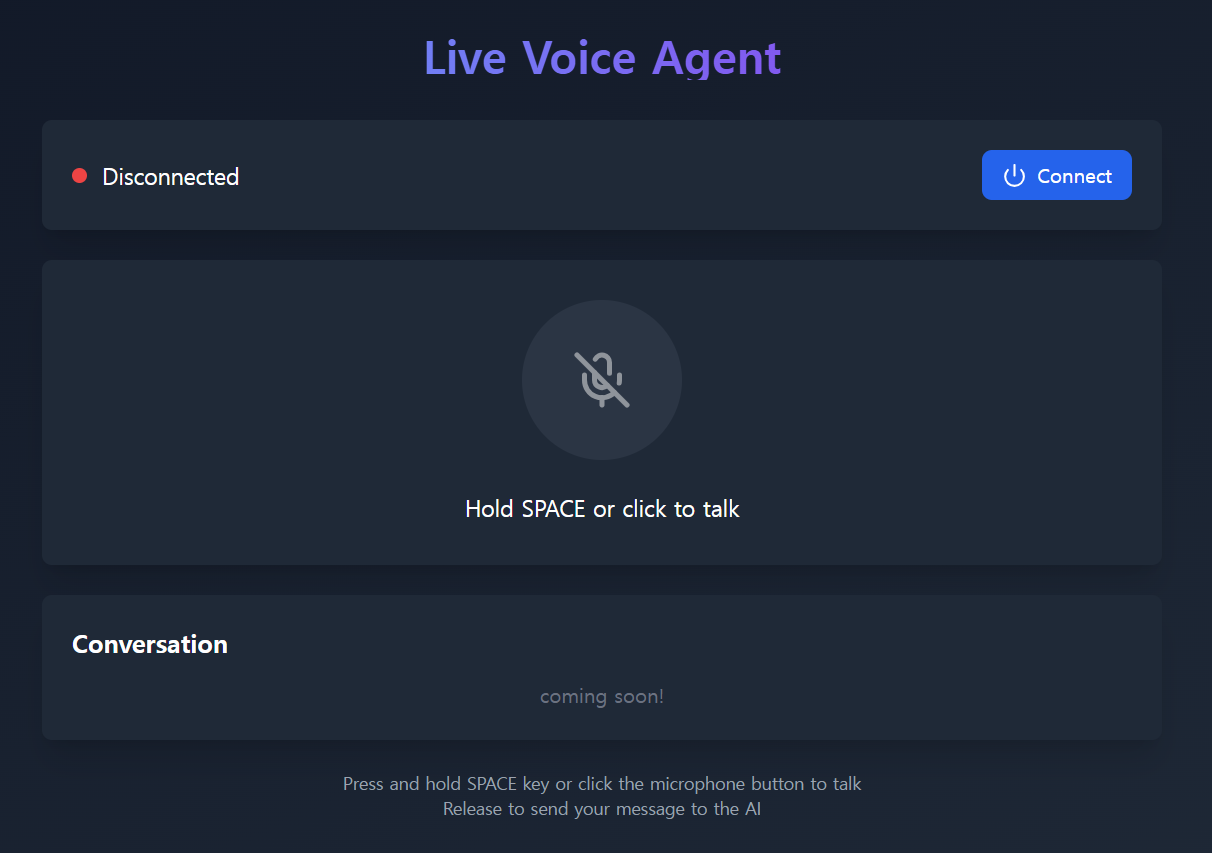 Live Voice Agent
Disconnected
Connect
Hold SPACE or click to talk
Conversation
coming soon!
Press and hold SPACE key or click the microphone button to talk
Release to send your message to the AI